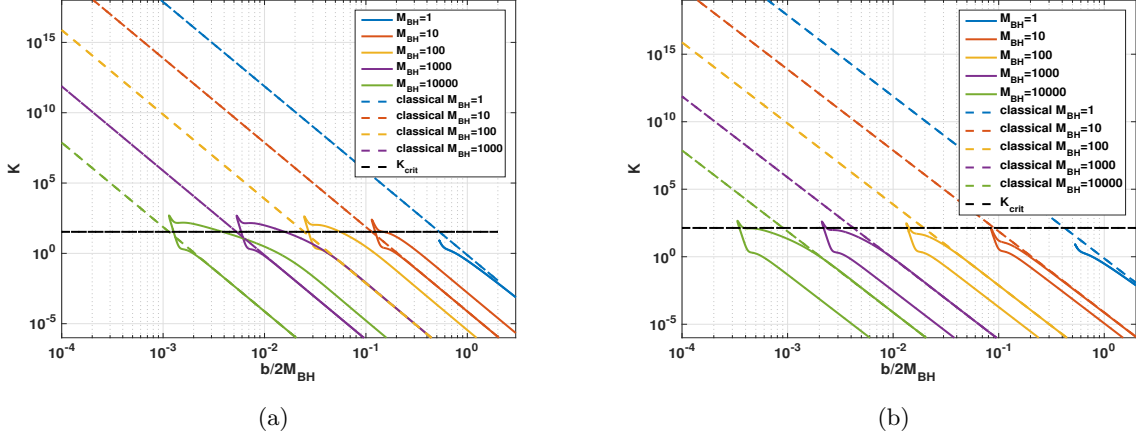 10^15
10^10
10^5
10^0
10^-5
K
10^-4
10^-3
10^-2
10^-1
10^0
b/2M_BH
M_BH=1
M_BH=10
M_BH=100
M_BH=1000
M_BH=10000
classical M_BH=1
classical M_BH=10
classical M_BH=100
classical M_BH=1000
K_crit
(a)
10^15
10^10
10^5
10^0
10^-5
K
10^-4
10^-3
10^-2
10^-1
10^0
b/2M_BH
M_BH=1
M_BH=10
M_BH=100
M_BH=1000
M_BH=10000
classical M_BH=1
classical M_BH=10
classical M_BH=100
classical M_BH=1000
classical M_BH=10000
K_crit
(b)